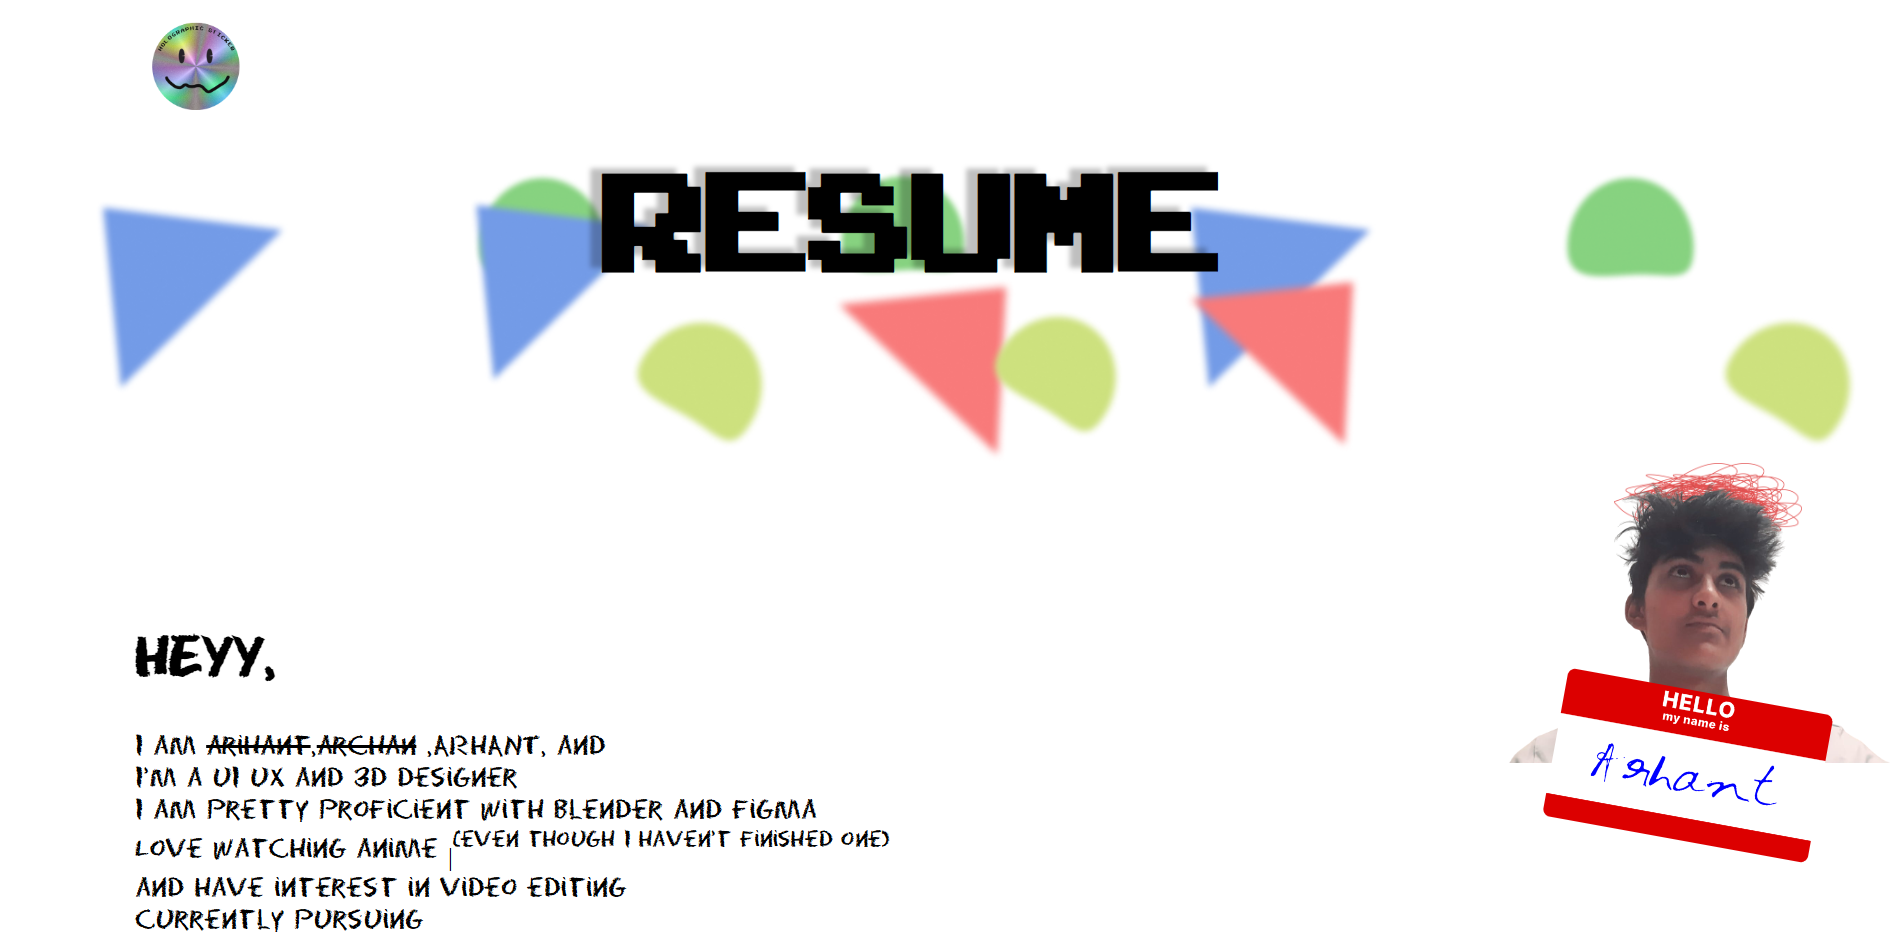 HOLOGRAPHIC STICKER
RESUME
HEYY,
I AM ARIHANT,ARCHAN ,ARHANT, AND
I'M A UI UX AND 3D DESIGNER
I AM PRETTY PROFICIENT WITH BLENDER AND FIGMA
LOVE WATCHING ANIME (EVEN THOUGH I HAVEN'T FINISHED ONE)
AND HAVE INTEREST IN VIDEO EDITING
CURRENTLY PURSUING
HELLO
my name is
Arhant